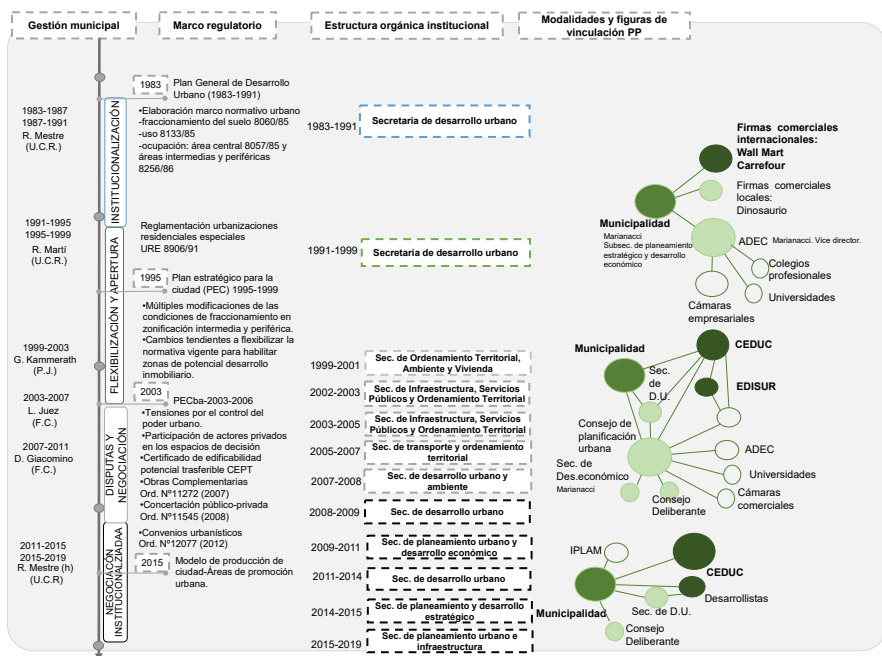 Gestión municipal
Marco regulatorio
Estructura orgánica institucional
Modalidades y figuras de
vinculación PP
1983-1987
1987-1991
R. Mestre
(U.C.R.)
1991-1995
1995-1999
R. Martí
(U.C.R.)
1999-2003
G. Kammerath
(P.J.)
2003-2007
L. Juez
(F.C.)
2007-2011
D. Giacomino
(F.C.)
2011-2015
2015-2019
R. Mestre (h)
(U.C.R)
INSTITUCIONALIZACIÓN
FLEXIBILIZACIÓN Y APERTURA
DISPUTAS Y
NEGOCIACIÓN
NEGOCIACÓN
INSTITUCIONALZIADAA
1983
Plan General de Desarrollo
Urbano (1983-1991)
•Elaboración marco normativo urbano
-fraccionamiento del suelo 8060/85
-uso 8133/85
-ocupación: área central 8057/85 y
áreas intermedias y periféricas
8256/86
Reglamentación urbanizaciones
residenciales especiales
URE 8906/91
1995
Plan estratégico para la
ciudad (PEC) 1995-1999
•Múltiples modificaciones de las
condiciones de fraccionamiento en
zonificación intermedia y periférica.
•Cambios tendientes a flexibilizar la
normativa vigente para habilitar
zonas de potencial desarrollo
inmobiliario.
2003
PECba-2003-2006
•Tensiones por el control del
poder urbano.
•Participación de actores privados
en los espacios de decisión
•Certificado de edificabilidad
potencial trasferible CEPT
•Obras Complementarias
Ord. Nº11272 (2007)
•Concertación público-privada
Ord. Nº11545 (2008)
•Convenios urbanísticos
Ord. Nº12077 (2012)
2015
Modelo de producción de
ciudad-Áreas de promoción
urbana.
1983-1991
Secretaría de desarrollo urbano
1991-1999
Secretaría de desarrollo urbano
1999-2001
Sec. de Ordenamiento Territorial,
Ambiente y Vivienda
2002-2003
Sec. de Infraestructura, Servicios
Públicos y Ordenamiento Territorial
2003-2005
Sec. de Infraestructura, Servicios
Públicos y Ordenamiento Territorial
2005-2007
Sec. de transporte y ordenamiento
territorial
2007-2008
Sec. de desarrollo urbano y
ambiente
2008-2009
Sec. de desarrollo urbano
2009-2011
Sec. de planeamiento urbano y
desarrollo económico
2011-2014
Sec. de desarrollo urbano
2014-2015
Sec. de planeamiento y desarrollo
estratégico
2015-2019
Sec. de planeamiento urbano e
infraestructura
Firmas comerciales
internacionales:
Wall Mart
Carrefour
Firmas comerciales
locales:
Dinosaurio
Municipalidad
Marianacci
Subsec. de planeamiento
estratégico y desarrollo
económico
ADEC Marianacci. Vice director.
Colegios
profesionales
Universidades
Cámaras
empresariales
Municipalidad
Sec.
de
D.U.
CEDUC
EDISUR
Consejo de
planificación
urbana
Sec. de
Des.económico
Marianacci
Consejo
Deliberante
ADEC
Universidades
Cámaras
comerciales
IPLAM
CEDUC
Desarrollistas
Municipalidad
Sec. de D.U.
Consejo
Deliberante